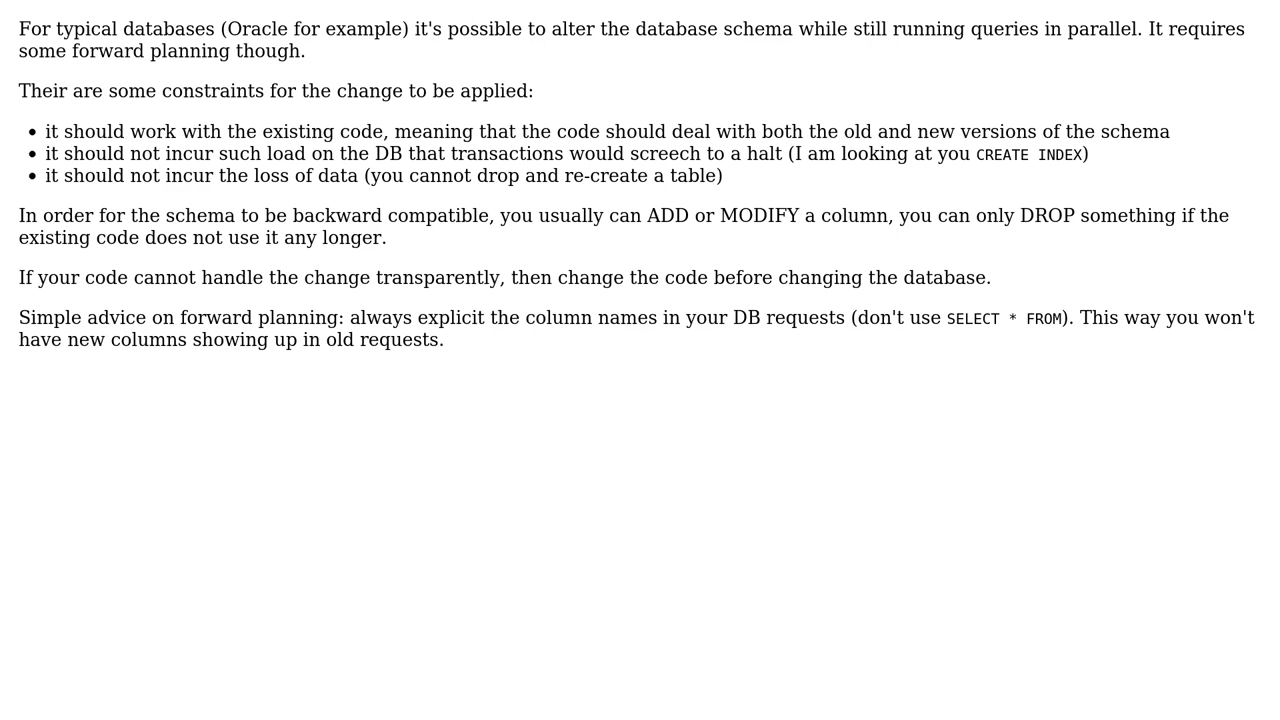 For typical databases (Oracle for example) it's possible to alter the database schema while still running queries in parallel. It requires
some forward planning though.
Their are some constraints for the change to be applied:
• it should work with the existing code, meaning that the code should deal with both the old and new versions of the schema
• it should not incur such load on the DB that transactions would screech to a halt (I am looking at you CREATE INDEX)
• it should not incur the loss of data (you cannot drop and re-create a table)
In order for the schema to be backward compatible, you usually can ADD or MODIFY a column, you can only DROP something if the
existing code does not use it any longer.
If your code cannot handle the change transparently, then change the code before changing the database.
Simple advice on forward planning: always explicit the column names in your DB requests (don't use SELECT * FROM). This way you won't
have new columns showing up in old requests.